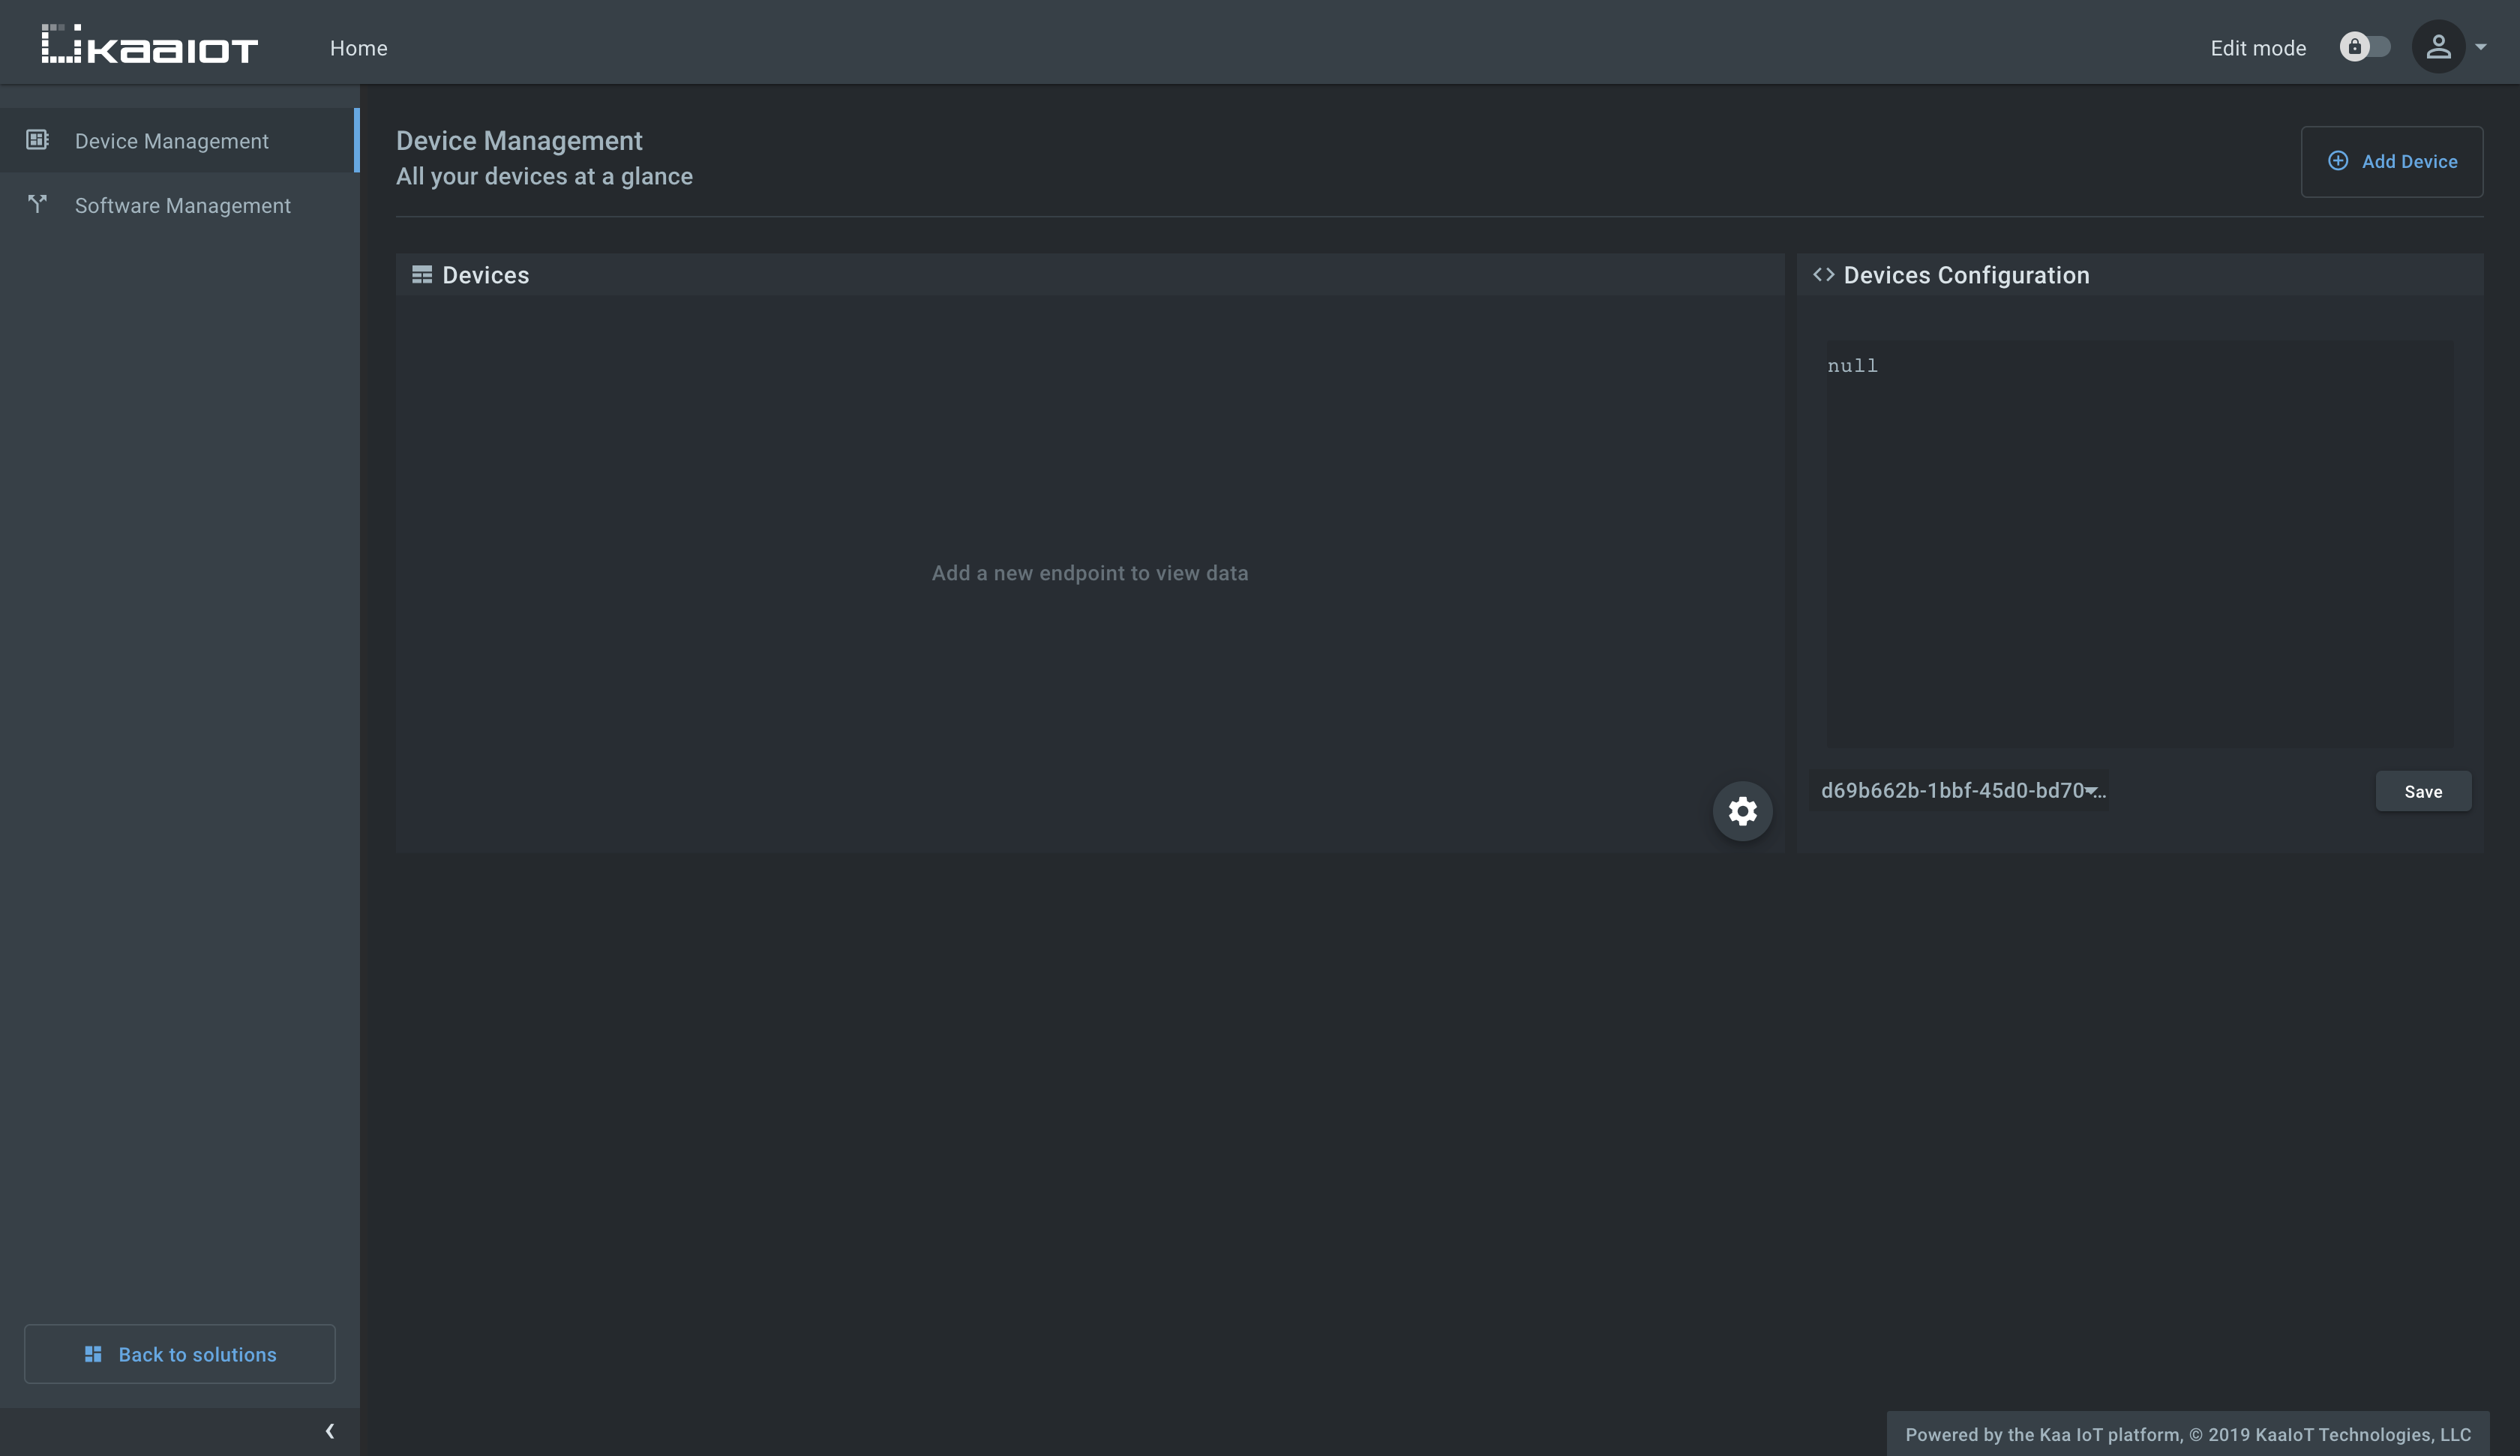 kaaIoT
Home
Edit mode
Device Management
Software Management
Device Management
All your devices at a glance
Add Device
Devices
Add a new endpoint to view data
Devices Configuration
null
d69b662b-1bbf-45d0-bd70-...
Save
Back to solutions
Powered by the Kaa IoT platform, © 2019 KaaIoT Technologies, LLC